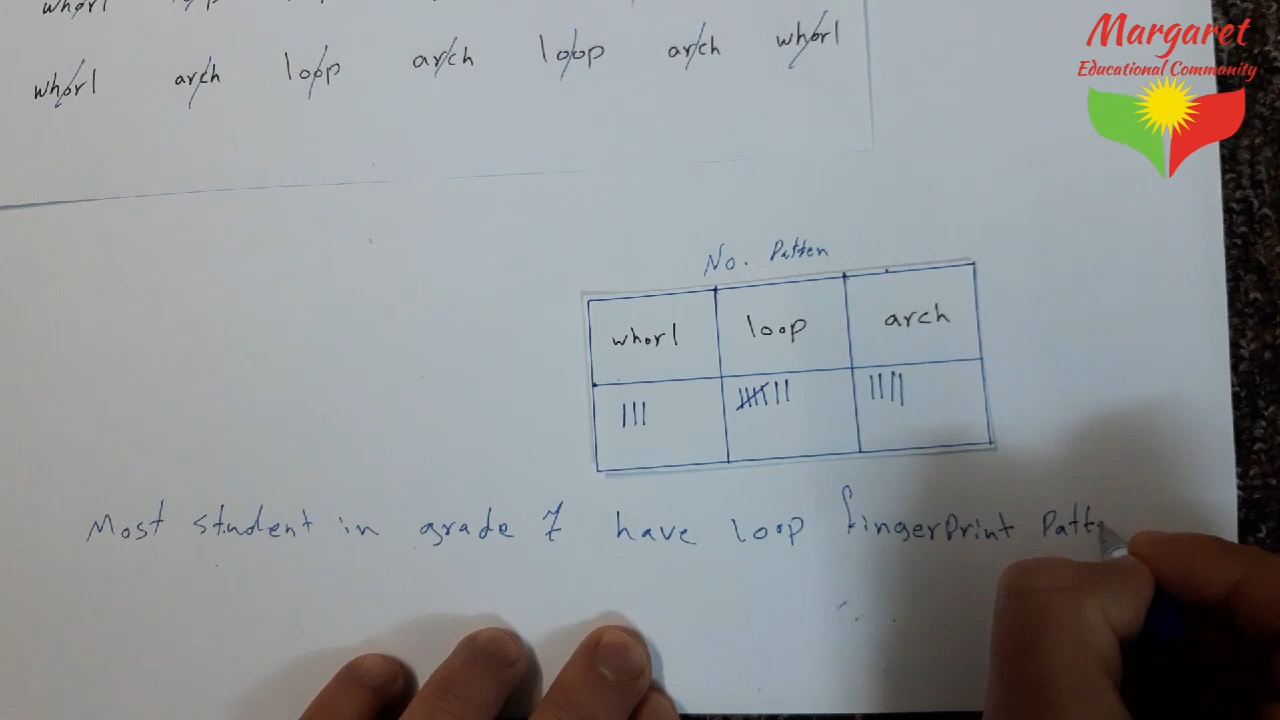 whorl
whorl arch loop arch loop arch whorl
Margaret
Educational Community
No. Patten
whorl loop arch
Most student in grade 7 have loop fingerprint Patt